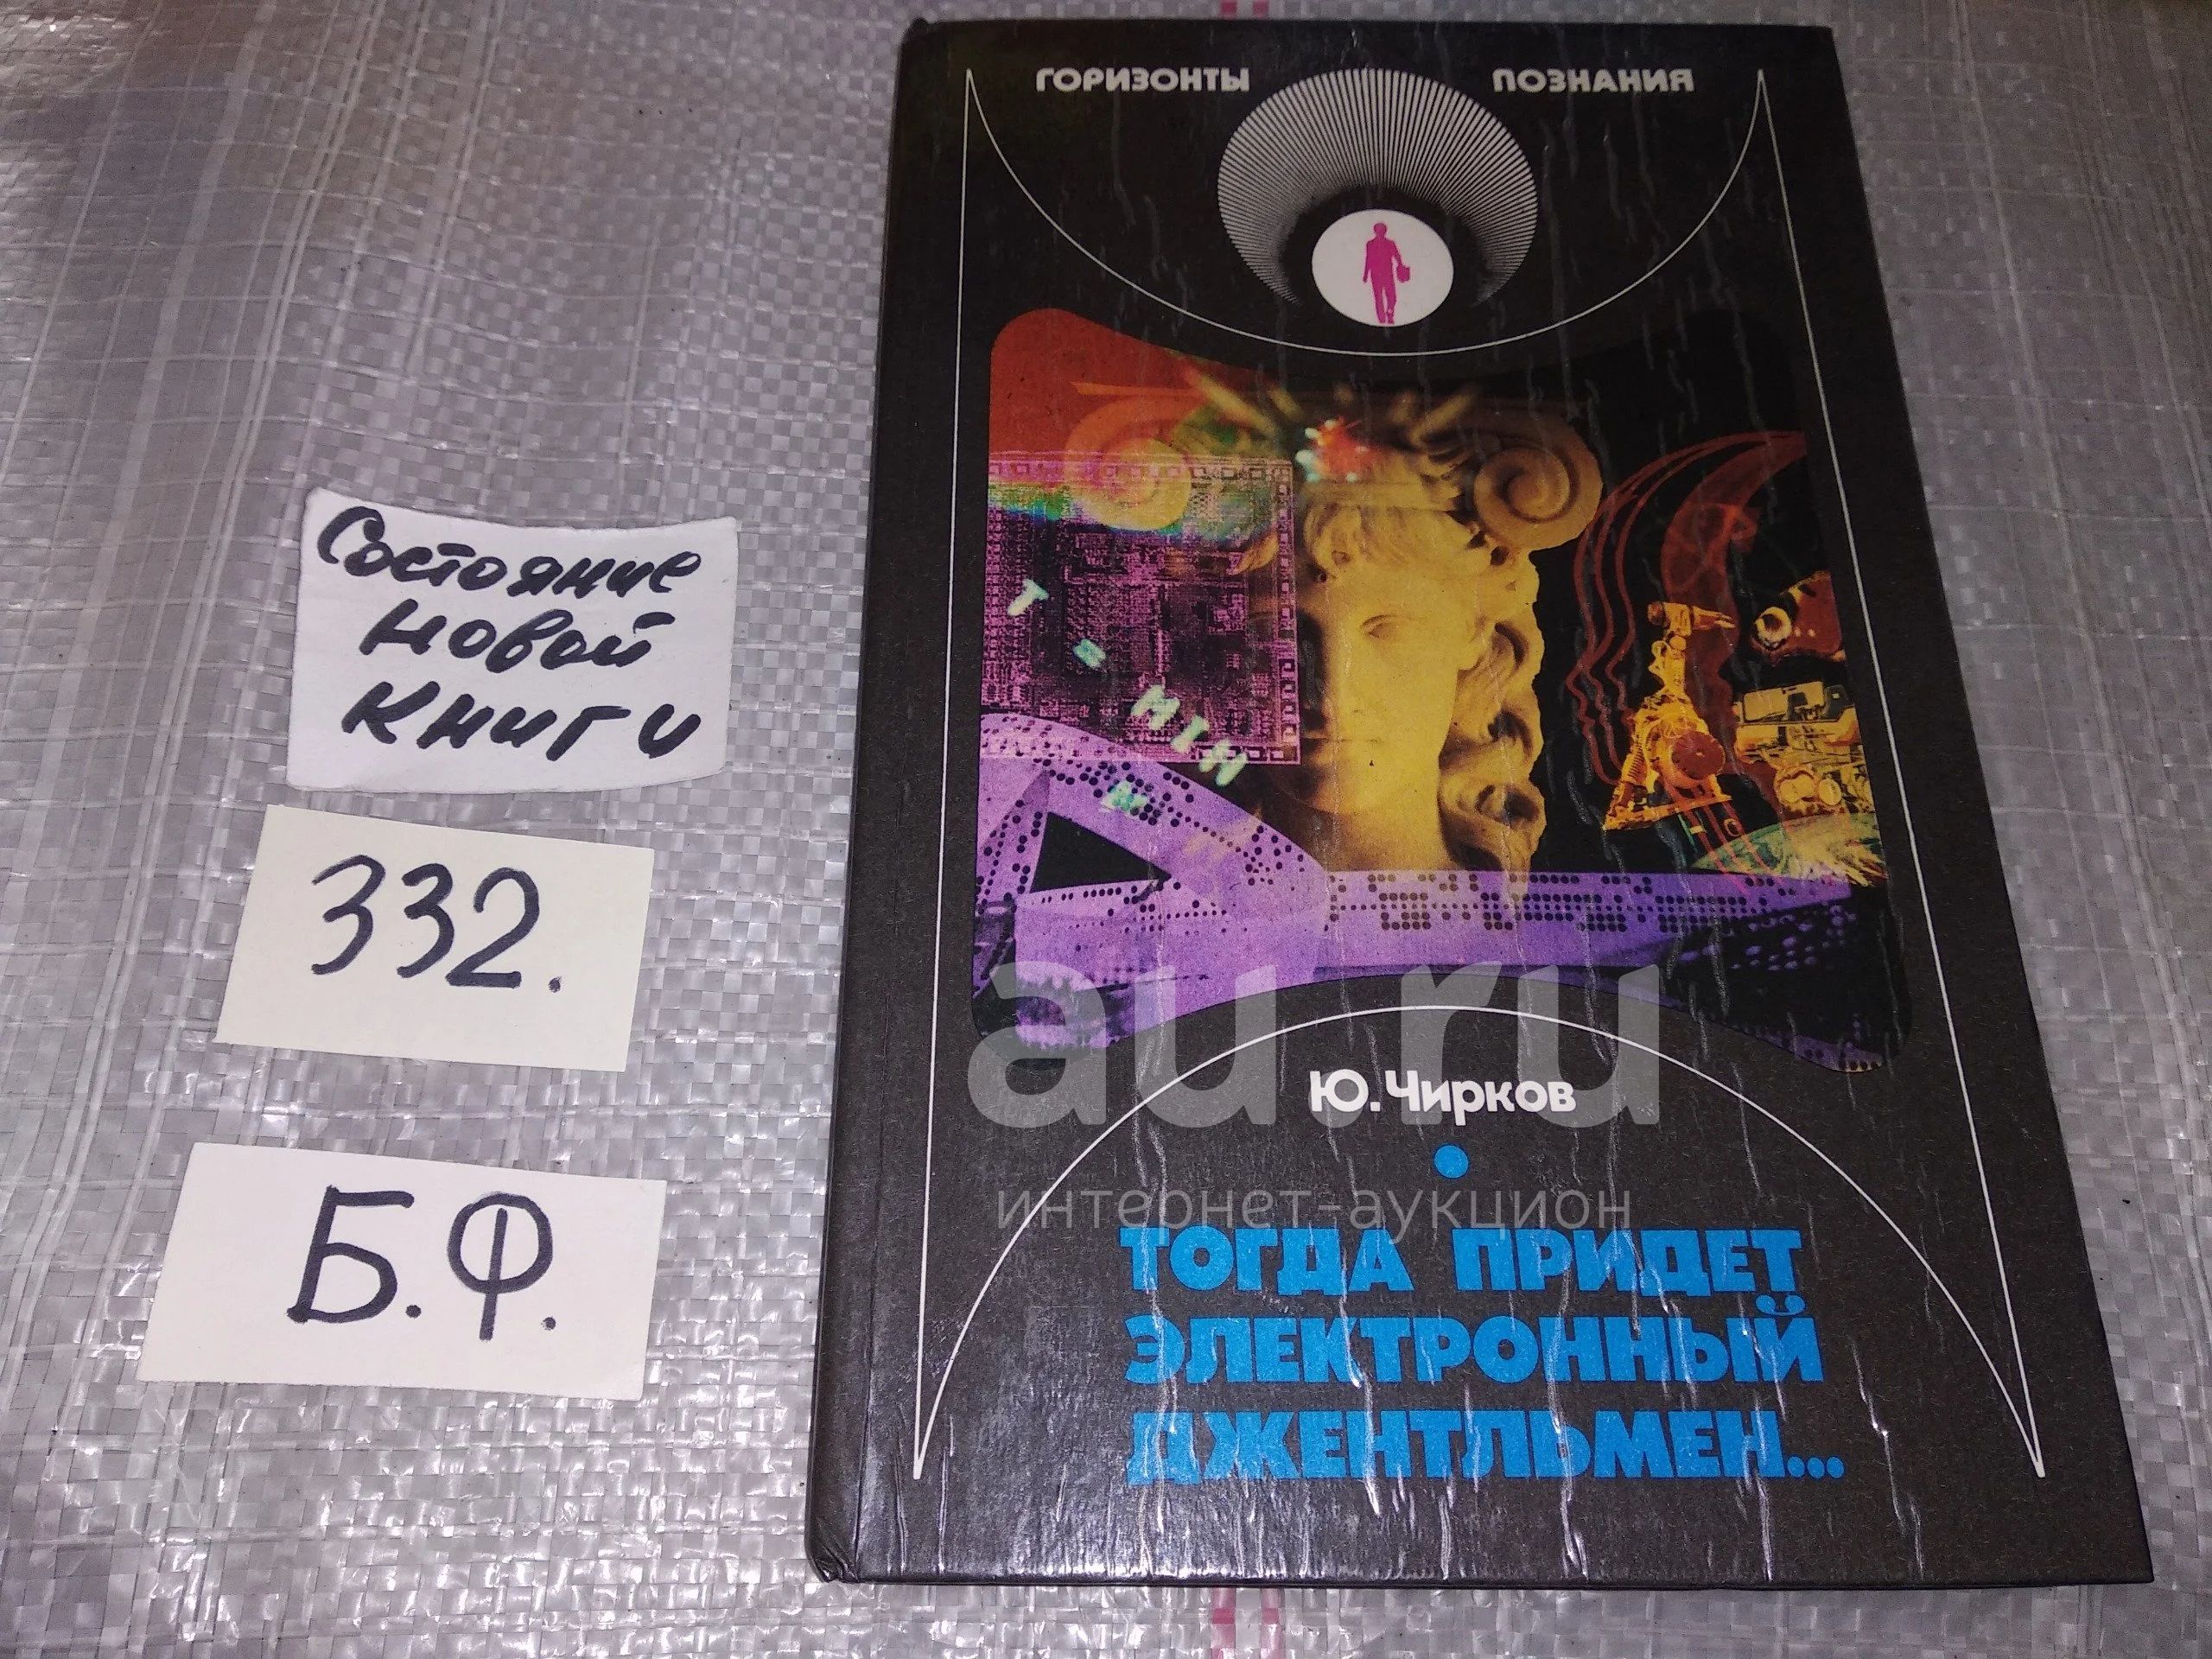 Состояние
новой
книги
332.
Б.Ф.
ГОРИЗОНТЫ ПОЗНАНИЯ
au.ru
Ю.Чирков
интернет-аукцион
ТОГДА ПРИДЕТ
ЭЛЕКТРОННЫЙ
ДЖЕНТЛЬМЕН...